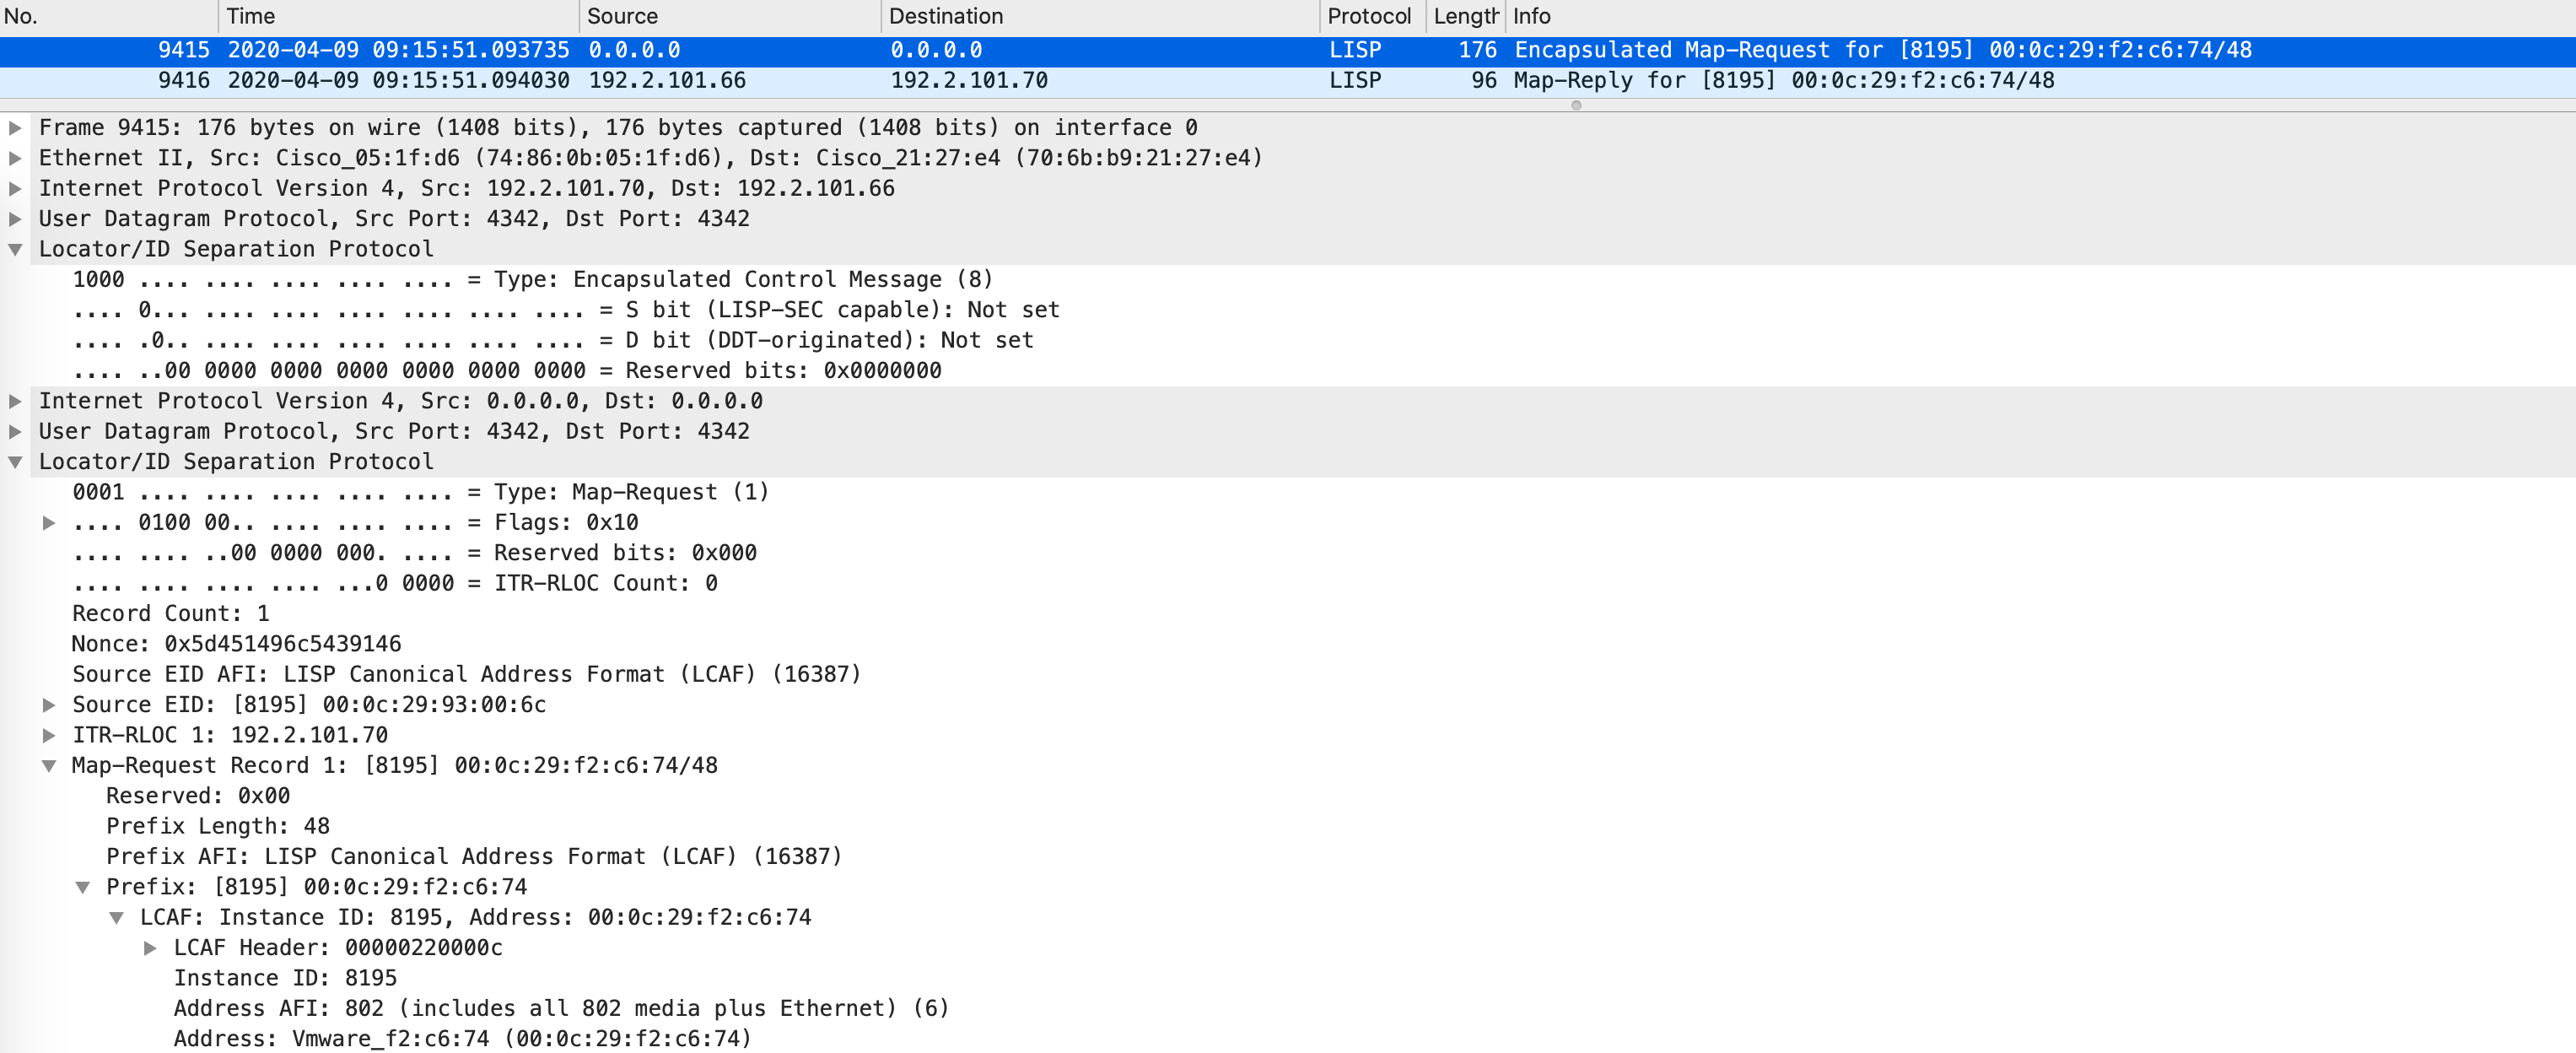 No. Time Source Destination Protocol Length Info
9415 2020-04-09 09:15:51.093735 0.0.0.0 0.0.0.0 LISP 176 Encapsulated Map-Request for [8195] 00:0c:29:f2:c6:74/48
9416 2020-04-09 09:15:51.094030 192.2.101.66 192.2.101.70 LISP 96 Map-Reply for [8195] 00:0c:29:f2:c6:74/48
Frame 9415: 176 bytes on wire (1408 bits), 176 bytes captured (1408 bits) on interface 0
Ethernet II, Src: Cisco_05:1f:d6 (74:86:0b:05:1f:d6), Dst: Cisco_21:27:e4 (70:6b:b9:21:27:e4)
Internet Protocol Version 4, Src: 192.2.101.70, Dst: 192.2.101.66
User Datagram Protocol, Src Port: 4342, Dst Port: 4342
Locator/ID Separation Protocol
1000 .... .... .... .... .... = Type: Encapsulated Control Message (8)
.... 0... .... .... .... .... .... .... = S bit (LISP-SEC capable): Not set
.... .0.. .... .... .... .... .... .... = D bit (DDT-originated): Not set
.... ..00 0000 0000 0000 0000 0000 0000 = Reserved bits: 0x0000000
Internet Protocol Version 4, Src: 0.0.0.0, Dst: 0.0.0.0
User Datagram Protocol, Src Port: 4342, Dst Port: 4342
Locator/ID Separation Protocol
0001 .... .... .... .... .... = Type: Map-Request (1)
.... 0100 00.. .... .... .... = Flags: 0x10
.... .... ..00 0000 000. .... = Reserved bits: 0x000
.... .... .... .... ...0 0000 = ITR-RLOC Count: 0
Record Count: 1
Nonce: 0x5d451496c5439146
Source EID AFI: LISP Canonical Address Format (LCAF) (16387)
Source EID: [8195] 00:0c:29:93:00:6c
ITR-RLOC 1: 192.2.101.70
Map-Request Record 1: [8195] 00:0c:29:f2:c6:74/48
Reserved: 0x00
Prefix Length: 48
Prefix AFI: LISP Canonical Address Format (LCAF) (16387)
Prefix: [8195] 00:0c:29:f2:c6:74
LCAF: Instance ID: 8195, Address: 00:0c:29:f2:c6:74
LCAF Header: 00000220000c
Instance ID: 8195
Address AFI: 802 (includes all 802 media plus Ethernet) (6)
Address: Vmware_f2:c6:74 (00:0c:29:f2:c6:74)